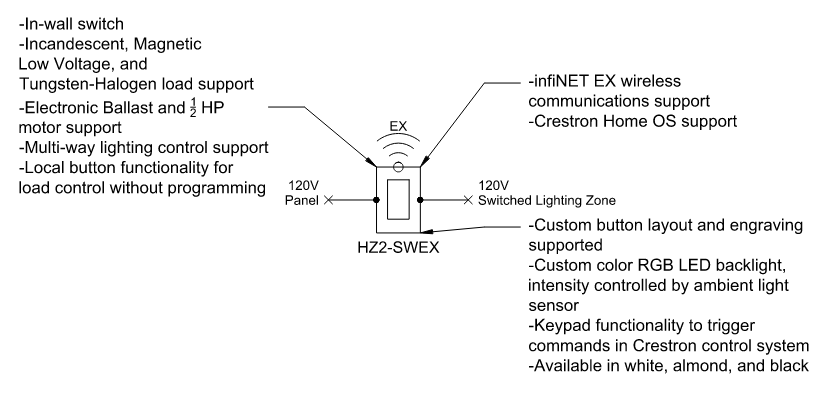 -In-wall switch
-Incandescent, Magnetic
Low Voltage, and
Tungsten-Halogen load support
-Electronic Ballast and 1/2 HP
motor support
-Multi-way lighting control support
-Local button functionality for
load control without programming
-infiNET EX wireless
communications support
-Crestron Home OS support
EX
120V
Panel
120V
Switched Lighting Zone
HZ2-SWEX
-Custom button layout and engraving
supported
-Custom color RGB LED backlight,
intensity controlled by ambient light
sensor
-Keypad functionality to trigger
commands in Crestron control system
-Available in white, almond, and black